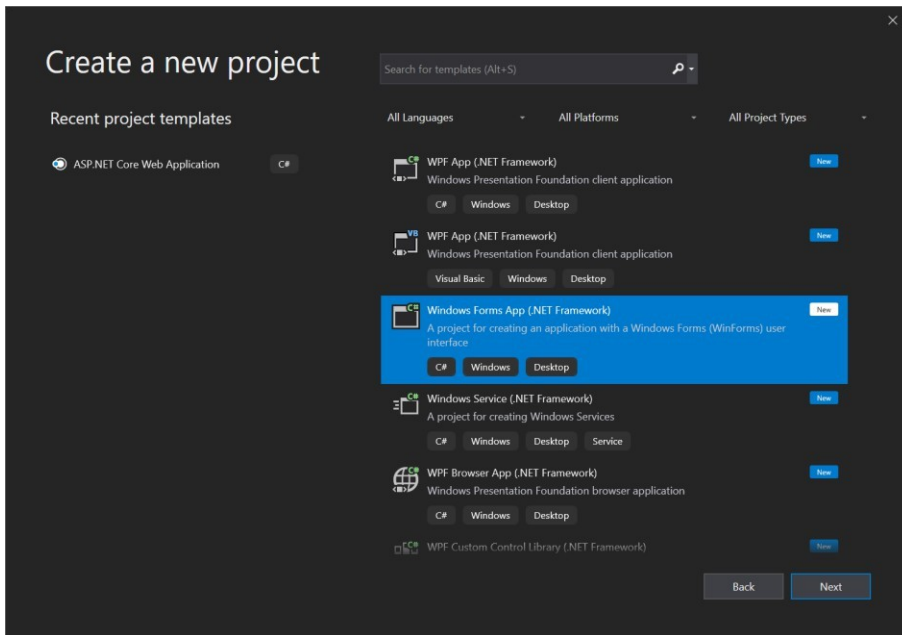 Create a new project
Recent project templates
ASP.NET Core Web Application C#
Search for templates (Alt+S)
All Languages All Platforms All Project Types
C#
WPF App (.NET Framework) New
Windows Presentation Foundation client application
C# Windows Desktop
VB
WPF App (.NET Framework) New
Windows Presentation Foundation client application
Visual Basic Windows Desktop
C#
Windows Forms App (.NET Framework) New
A project for creating an application with a Windows Forms (WinForms) user
interface
C# Windows Desktop
C#
Windows Service (.NET Framework) New
A project for creating Windows Services
C# Windows Desktop Service
C#
WPF Browser App (.NET Framework) New
Windows Presentation Foundation browser application
C# Windows Desktop
C#
WPF Custom Control Library (.NET Framework) New
Back Next